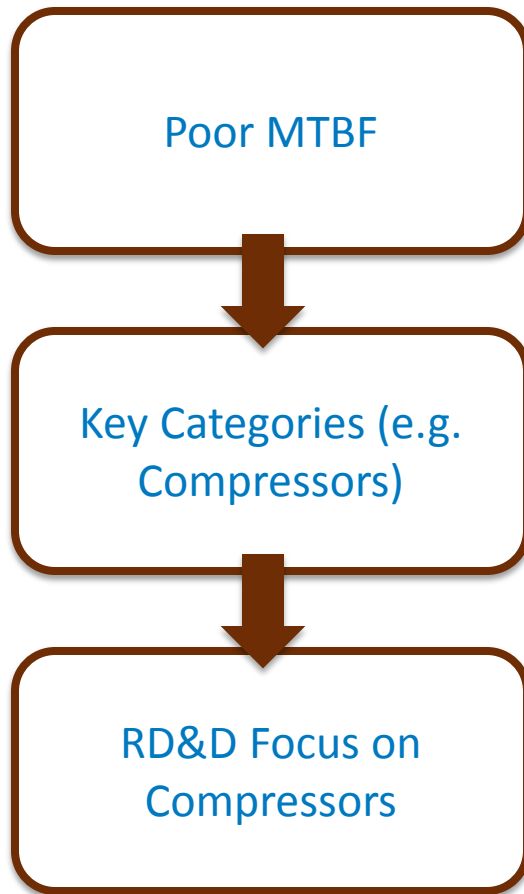 Poor MTBF
Key Categories (e.g.
Compressors)
RD&D Focus on
Compressors